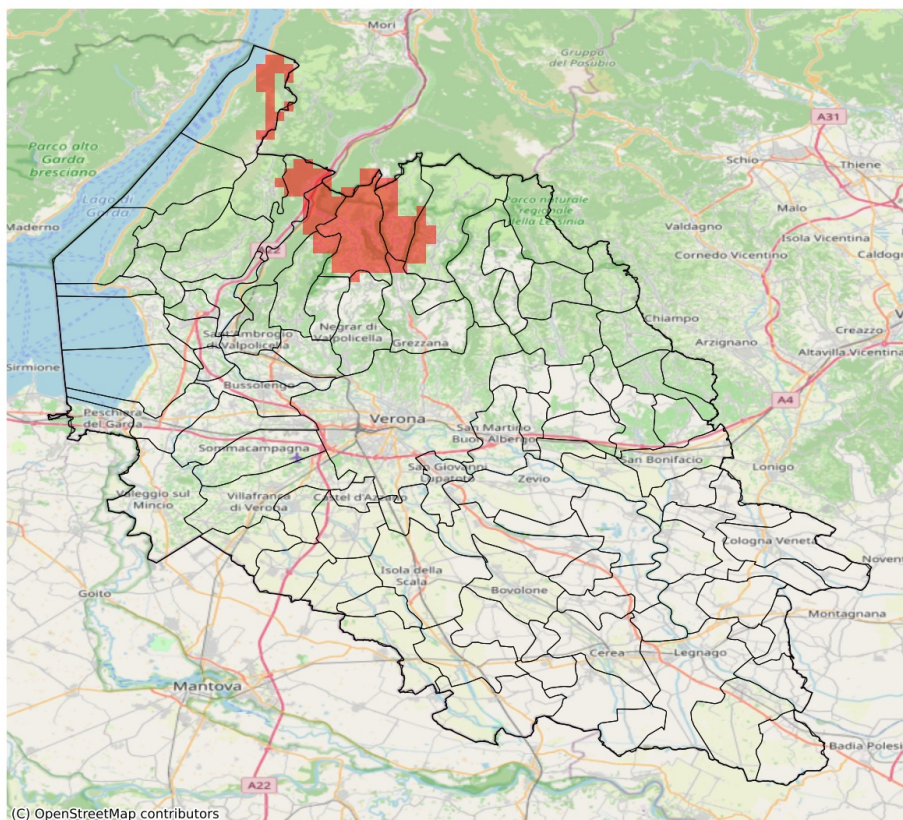 Mori
Gruppo
del Pasubio
A31
Schio
Thiene
Parco alto
Garda
bresciano
Lago di
Garda
Parco naturale
regionale
della Lessinia
Malo
Valdagno
Isola Vicentina
Maderno
Cornedo Vicentino
Caldogn
A22
Chiampo
Sant'Ambrogio
di Valpolicella
Negrar di
Valpolicella
Grezzana
Arzignano
Creazzo
Altavilla Vicentina
Sirmione
Bussolengo
A4
Peschiera
del Garda
Verona
San Martino
Buon Albergo
Sommacampagna
San Bonifacio
Lonigo
San Giovanni
Lupatoto
Zevio
Valeggio sul
Mincio
Villafranca
di Verona
Castel d'Azzano
Cologna Veneta
Novent
Isola della
Scala
Goito
Bovolone
Montagnana
Cerea
Legnago
Mantova
Badia Polesi
A22
(C) OpenStreetMap contributors